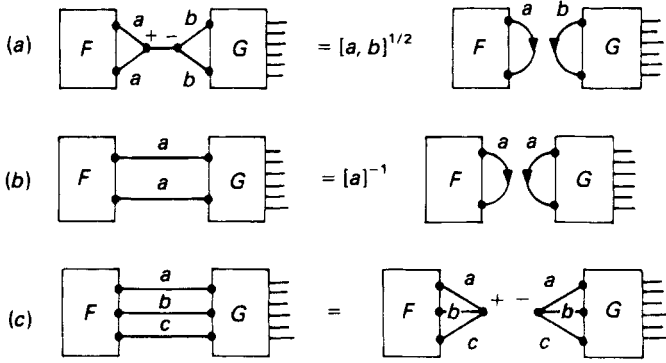 (a) F a a + - b b G = [a, b]^{1/2} F a b G
(b) F a a G = [a]^{-1} F a a G
(c) F a b c G = F a b c + - a b c G